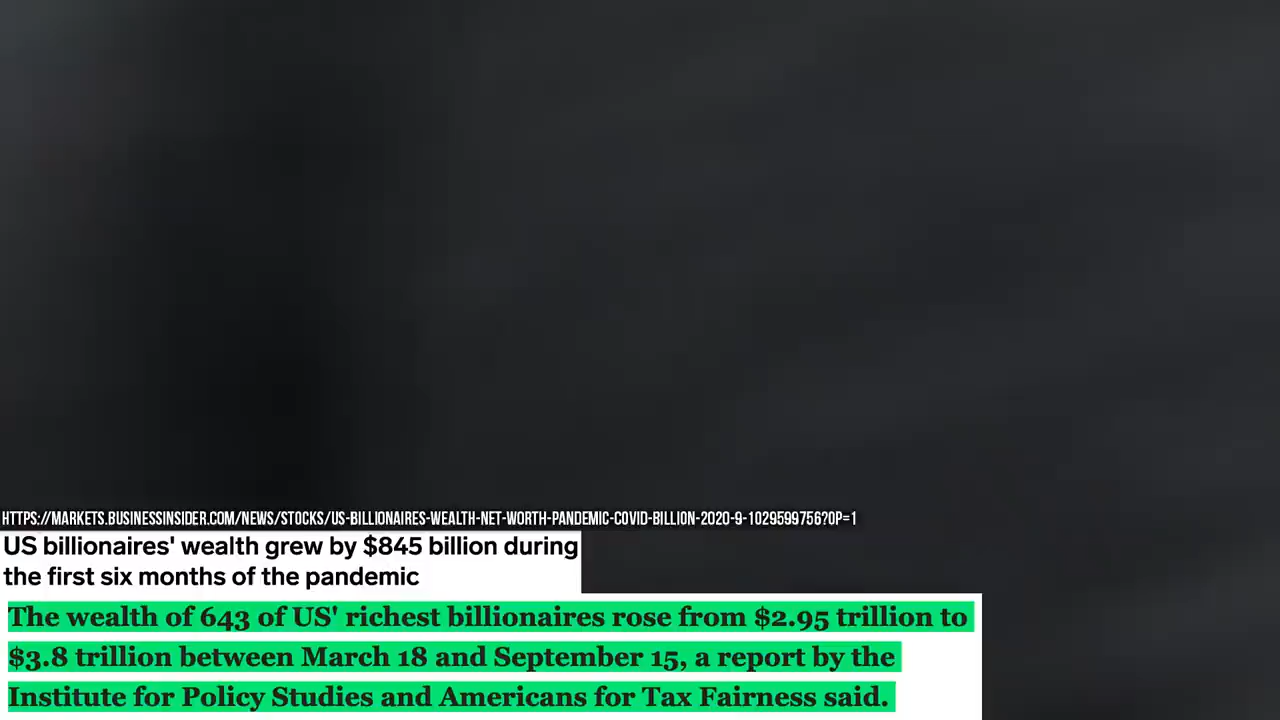 HTTPS://MARKETS.BUSINESSINSIDER.COM/NEWS/STOCKS/US-BILLIONAIRES-WEALTH-NET-WORTH-PANDEMIC-COVID-BILLION-2020-9-1029599756?OP=1
US billionaires' wealth grew by $845 billion during
the first six months of the pandemic
The wealth of 643 of US' richest billionaires rose from $2.95 trillion to
$3.8 trillion between March 18 and September 15, a report by the
Institute for Policy Studies and Americans for Tax Fairness said.